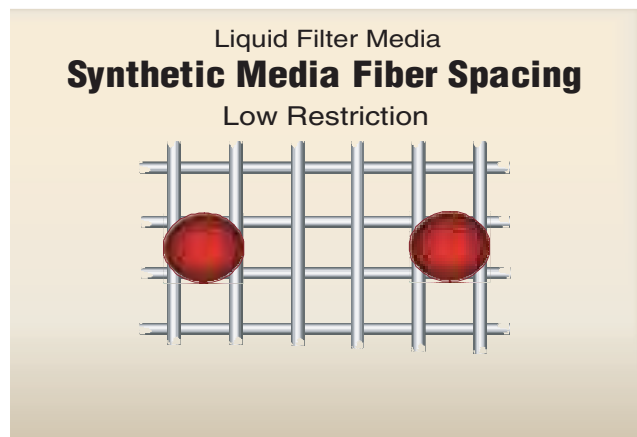 Liquid Filter Media
Synthetic Media Fiber Spacing
Low Restriction